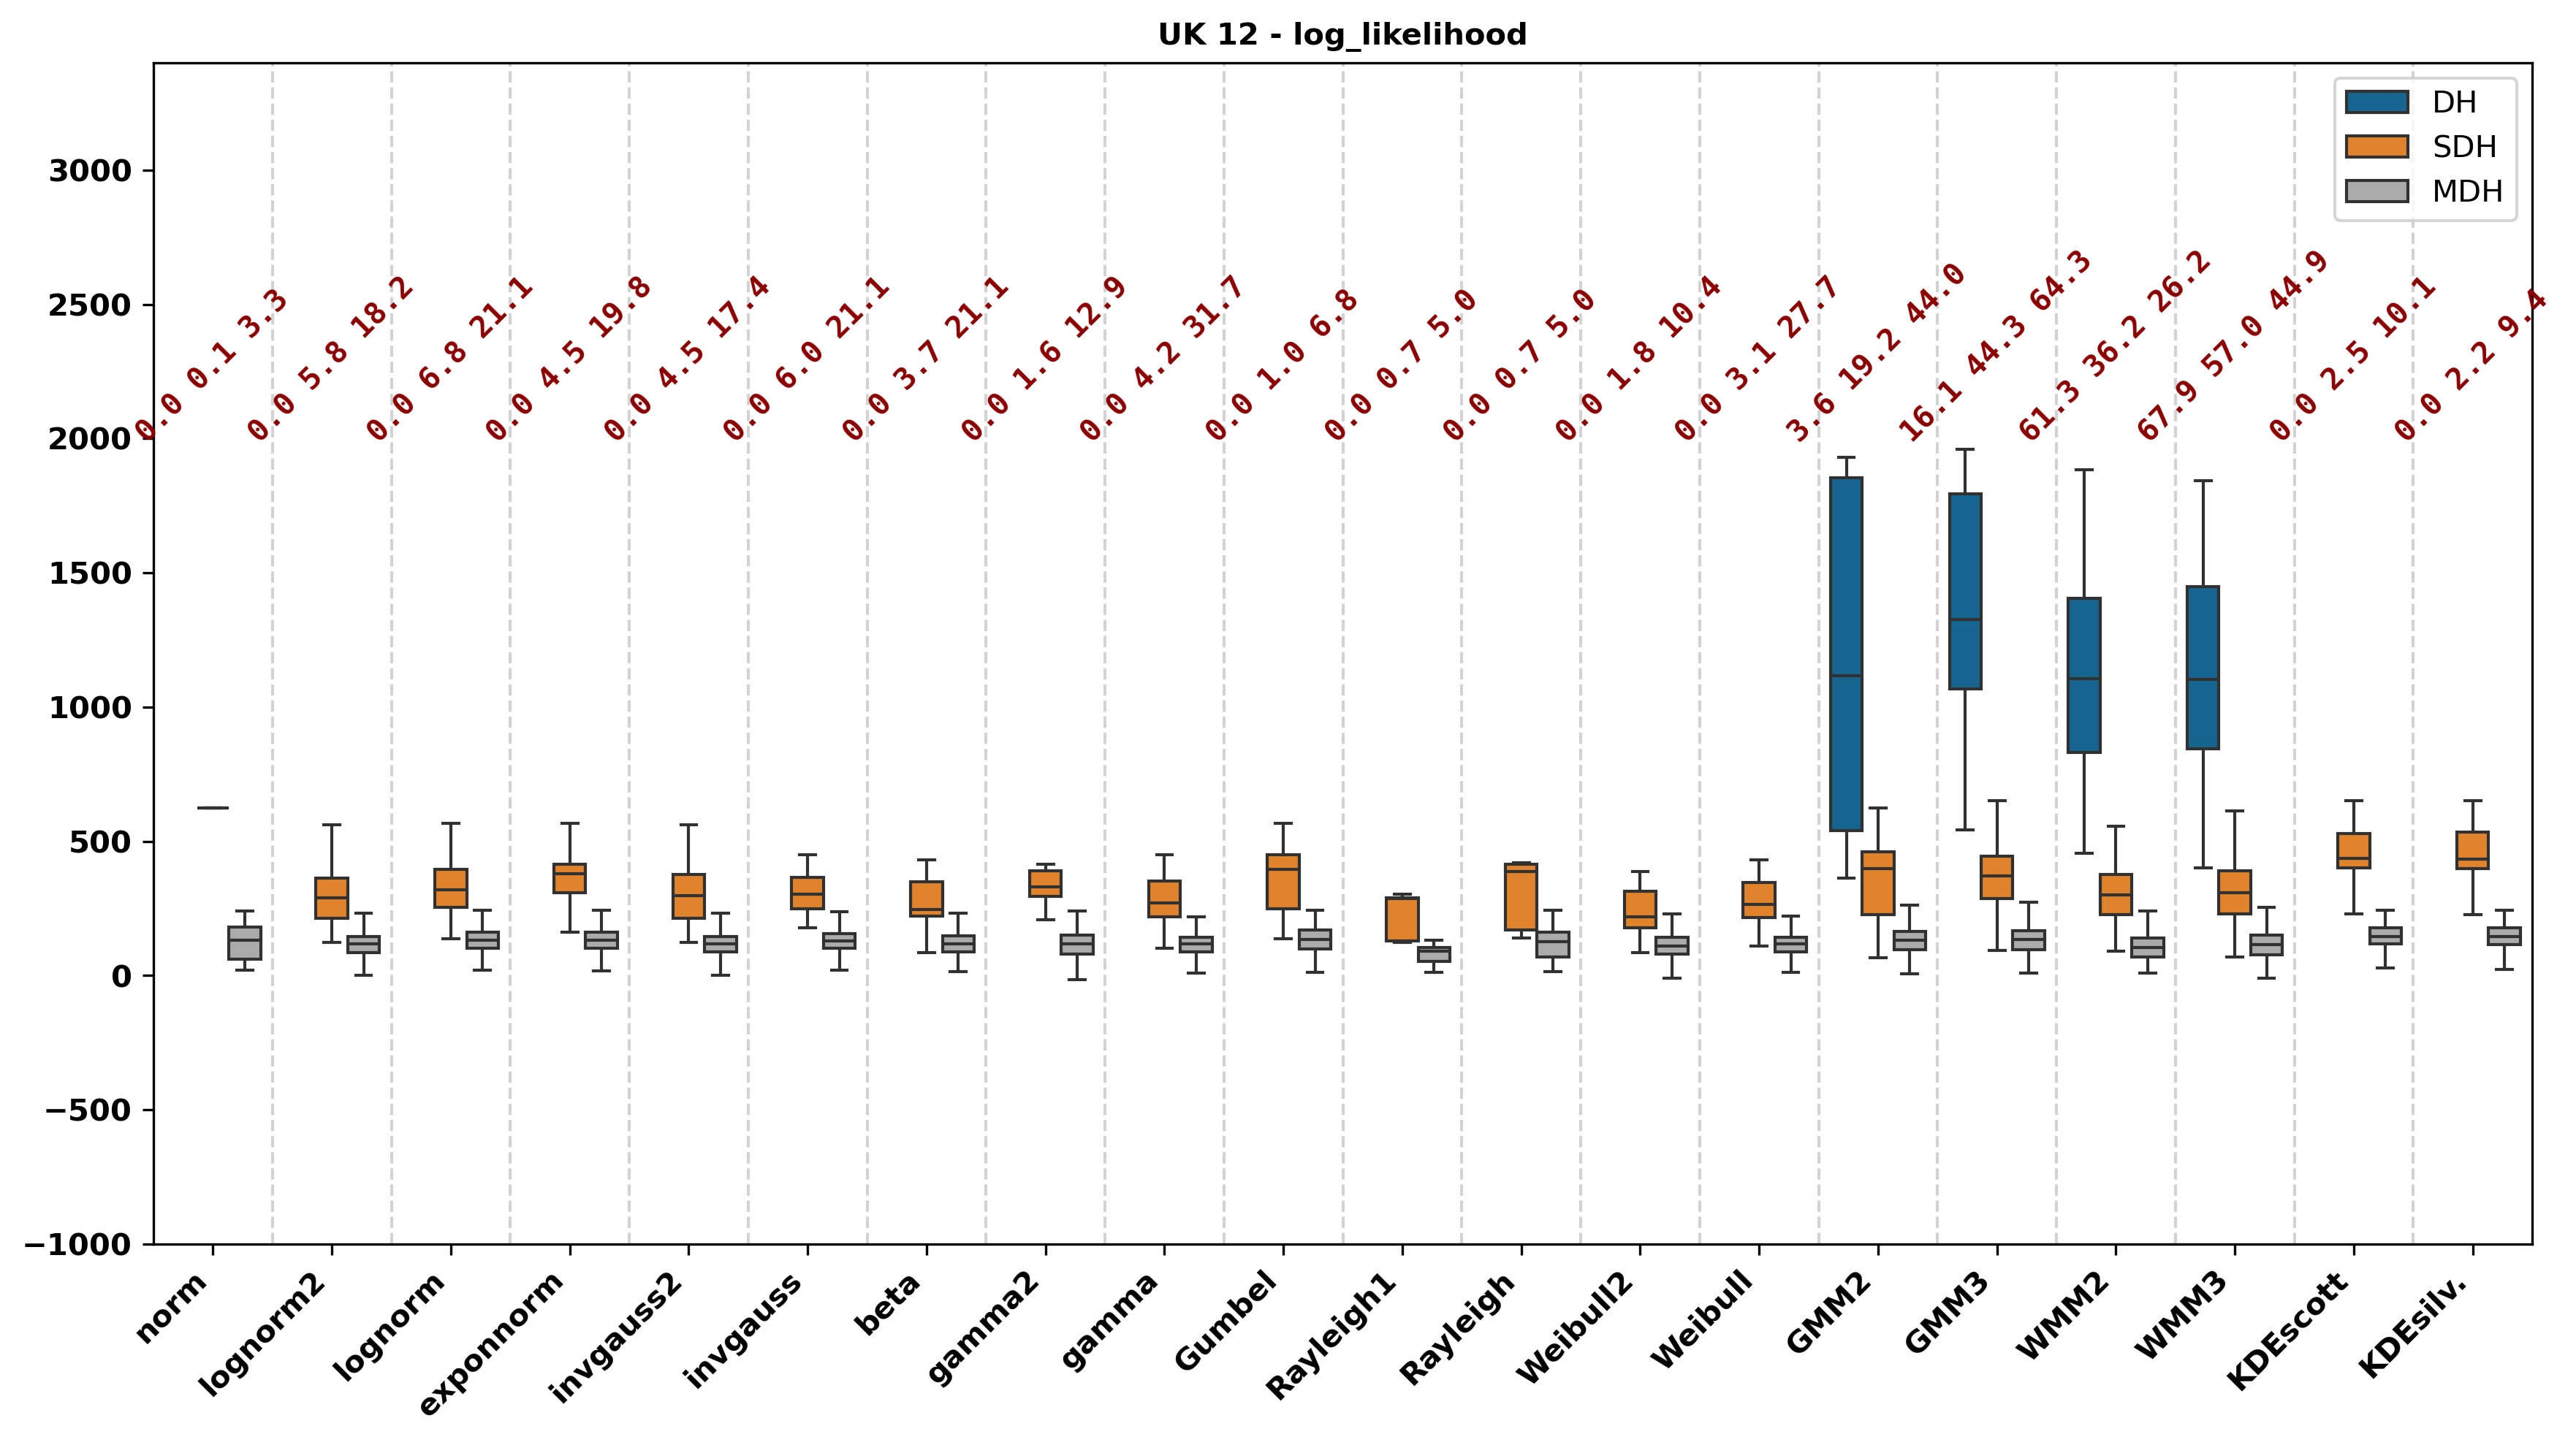 UK 12 - log_likelihood
DH
SDH
MDH
3000
2500
2000
1500
1000
500
0
−500
−1000
0.0 0.1 3.3
0.0 5.8 18.2
0.0 6.8 21.1
0.0 4.5 19.8
0.0 4.5 17.4
0.0 6.0 21.1
0.0 3.7 21.1
0.0 1.6 12.9
0.0 4.2 31.7
0.0 1.0 6.8
0.0 0.7 5.0
0.0 0.7 5.0
0.0 1.8 10.4
0.0 3.1 27.7
3.6 19.2 44.0
16.1 44.3 64.3
61.3 36.2 26.2
67.9 57.0 44.9
0.0 2.5 10.1
0.0 2.2 9.4
norm
lognorm2
lognorm
exponnorm
invgauss2
invgauss
beta
gamma2
gamma
Gumbel
Rayleigh1
Rayleigh
Weibull2
Weibull
GMM2
GMM3
WMM2
WMM3
KDEscott
KDEsilv.